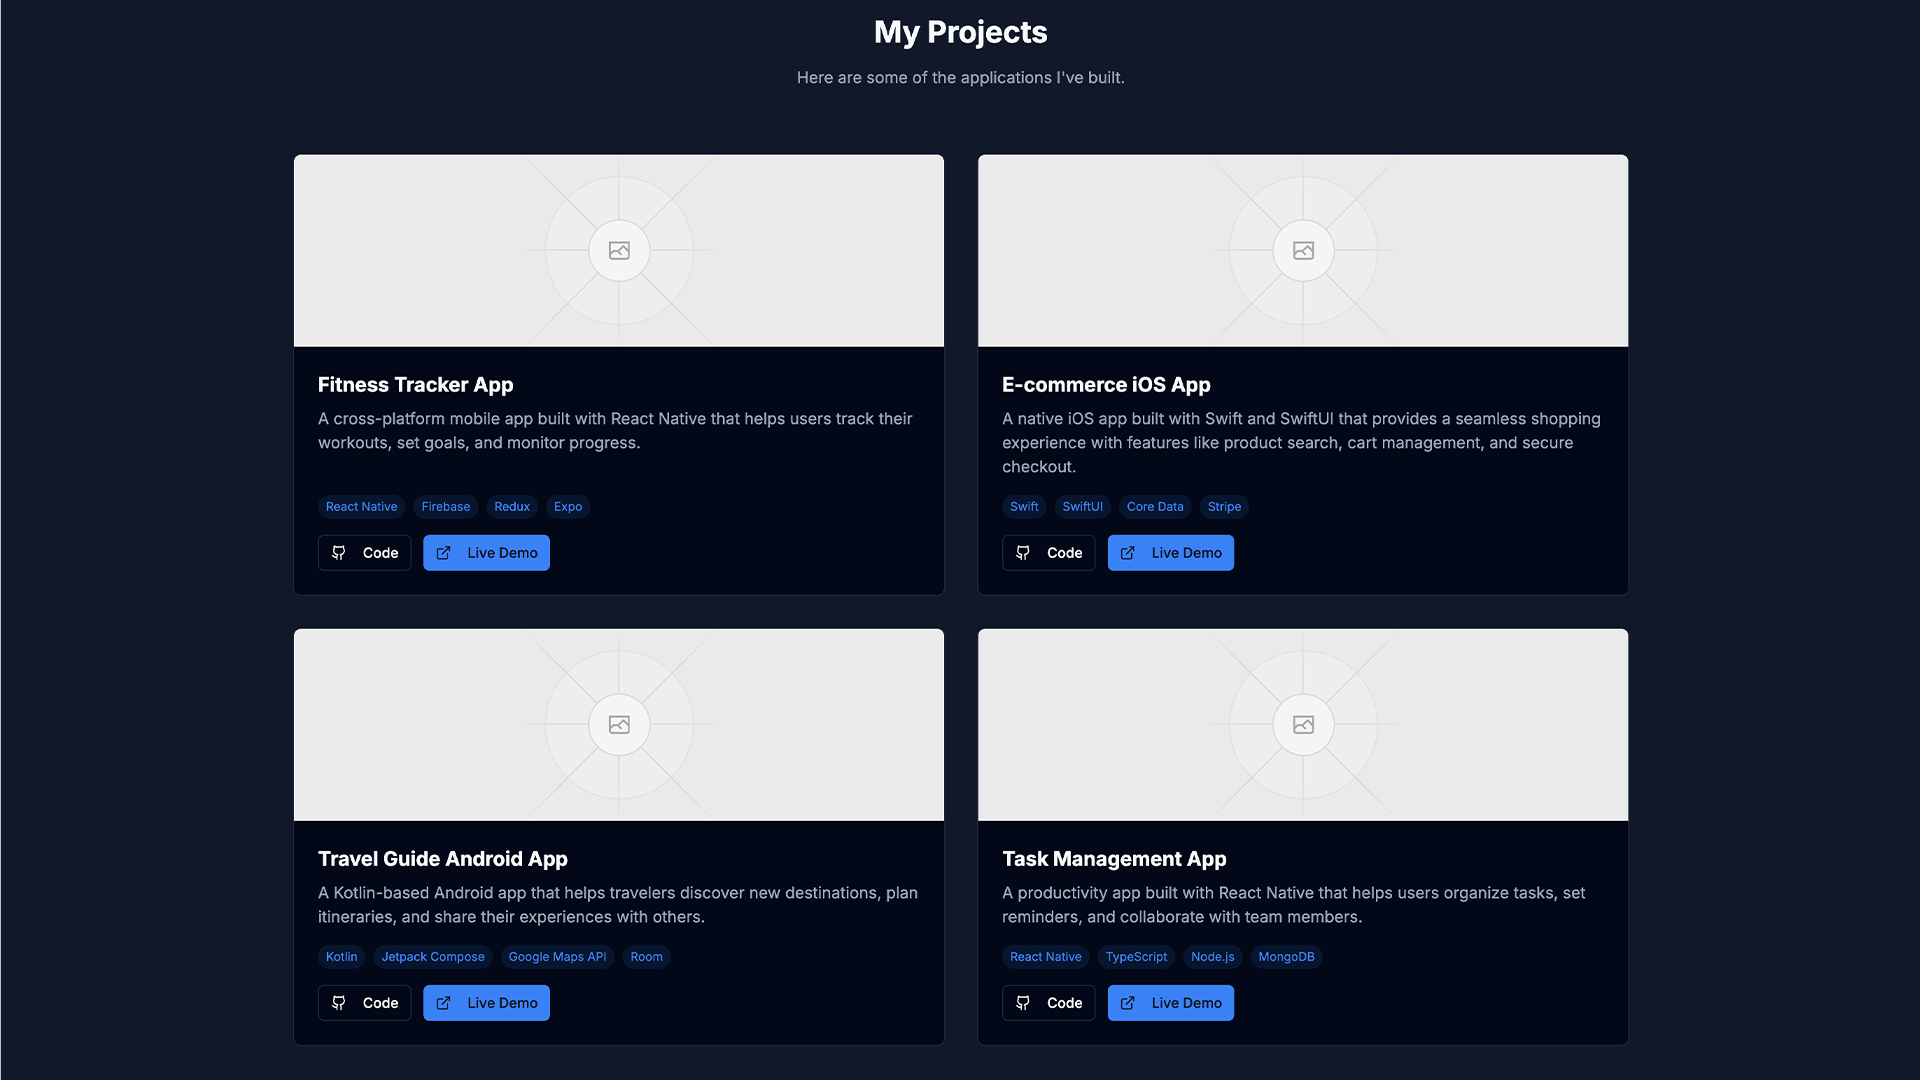 My Projects
Here are some of the applications I've built.
Fitness Tracker App
A cross-platform mobile app built with React Native that helps users track their
workouts, set goals, and monitor progress.
React Native Firebase Redux Expo
Code Live Demo
E-commerce iOS App
A native iOS app built with Swift and SwiftUI that provides a seamless shopping
experience with features like product search, cart management, and secure
checkout.
Swift SwiftUI Core Data Stripe
Code Live Demo
Travel Guide Android App
A Kotlin-based Android app that helps travelers discover new destinations, plan
itineraries, and share their experiences with others.
Kotlin Jetpack Compose Google Maps API Room
Code Live Demo
Task Management App
A productivity app built with React Native that helps users organize tasks, set
reminders, and collaborate with team members.
React Native TypeScript Node.js MongoDB
Code Live Demo